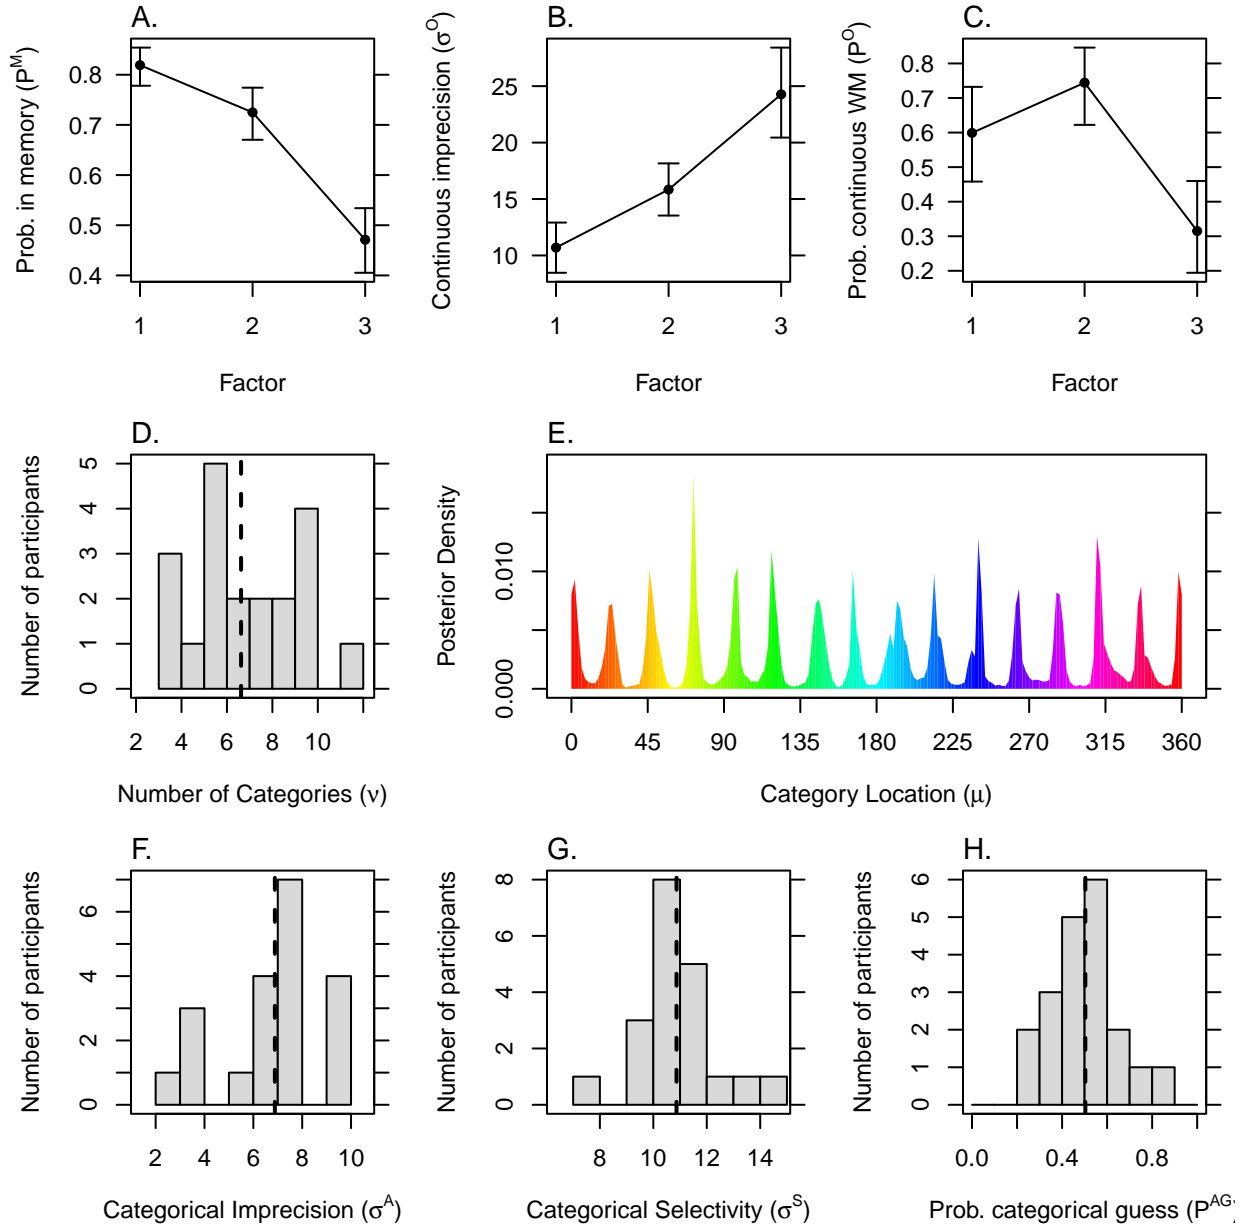 A.
Prob. in memory (P^M)
0.8
0.7
0.6
0.5
0.4
1 2 3
Factor
B.
Continuous imprecision (σ^O)
25
20
15
10
1 2 3
Factor
C.
Prob. continuous WM (P^O)
0.8
0.7
0.6
0.5
0.4
0.3
0.2
1 2 3
Factor
D.
Number of participants
5
4
3
2
1
0
2 4 6 8 10
Number of Categories (ν)
E.
Posterior Density
0.010
0.000
0 45 90 135 180 225 270 315 360
Category Location (μ)
F.
Number of participants
6
4
2
0
2 4 6 8 10
Categorical Imprecision (σ^A)
G.
Number of participants
8
6
4
2
0
8 10 12 14
Categorical Selectivity (σ^S)
H.
Number of participants
6
5
4
3
2
1
0
0.0 0.4 0.8
Prob. categorical guess (P^AG)